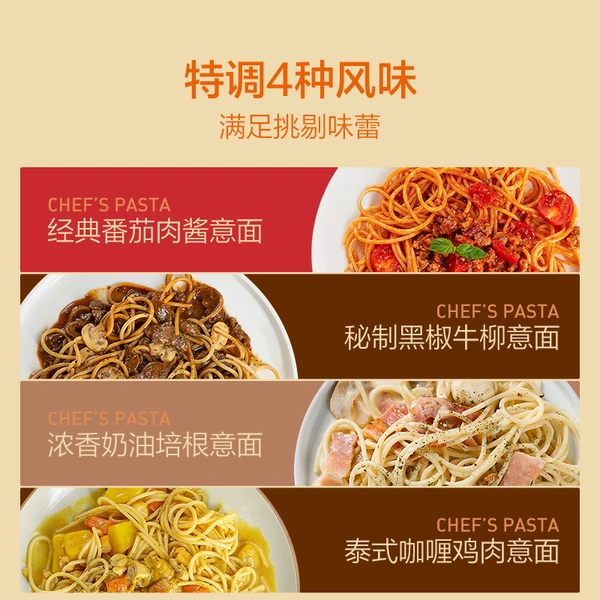 特调4种风味
满足挑剔味蕾
CHEF'S PASTA
经典番茄肉酱意面
CHEF'S PASTA
秘制黑椒牛柳意面
CHEF'S PASTA
浓香奶油培根意面
CHEF'S PASTA
泰式咖喱鸡肉意面